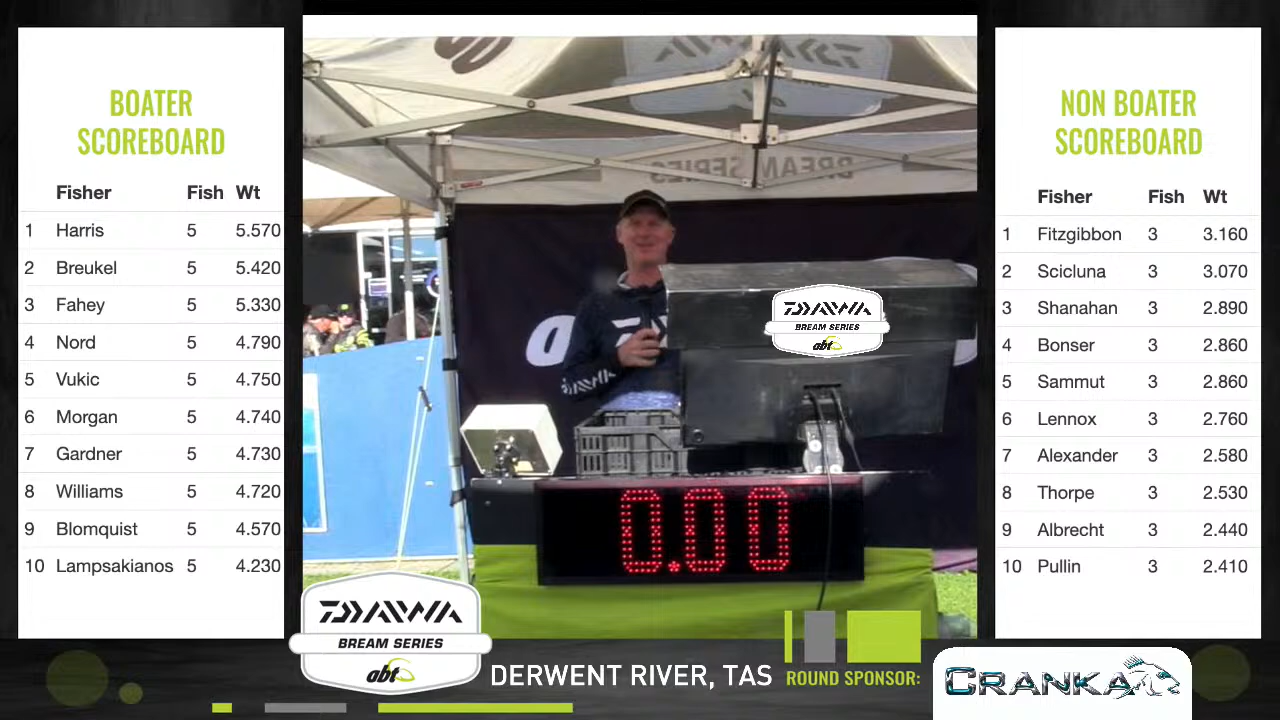 BOATER
SCOREBOARD
Fisher Fish Wt
1 Harris 5 5.570
2 Breukel 5 5.420
3 Fahey 5 5.330
4 Nord 5 4.790
5 Vukic 5 4.750
6 Morgan 5 4.740
7 Gardner 5 4.730
8 Williams 5 4.720
9 Blomquist 5 4.570
10 Lampsakianos 5 4.230
BREAM SERIES
DAIWA
BREAM SERIES
abt
0.00
DAIWA
BREAM SERIES
abt
DERWENT RIVER, TAS
ROUND SPONSOR:
CRANKA
NON BOATER
SCOREBOARD
Fisher Fish Wt
1 Fitzgibbon 3 3.160
2 Scicluna 3 3.070
3 Shanahan 3 2.890
4 Bonser 3 2.860
5 Sammut 3 2.860
6 Lennox 3 2.760
7 Alexander 3 2.580
8 Thorpe 3 2.530
9 Albrecht 3 2.440
10 Pullin 3 2.410